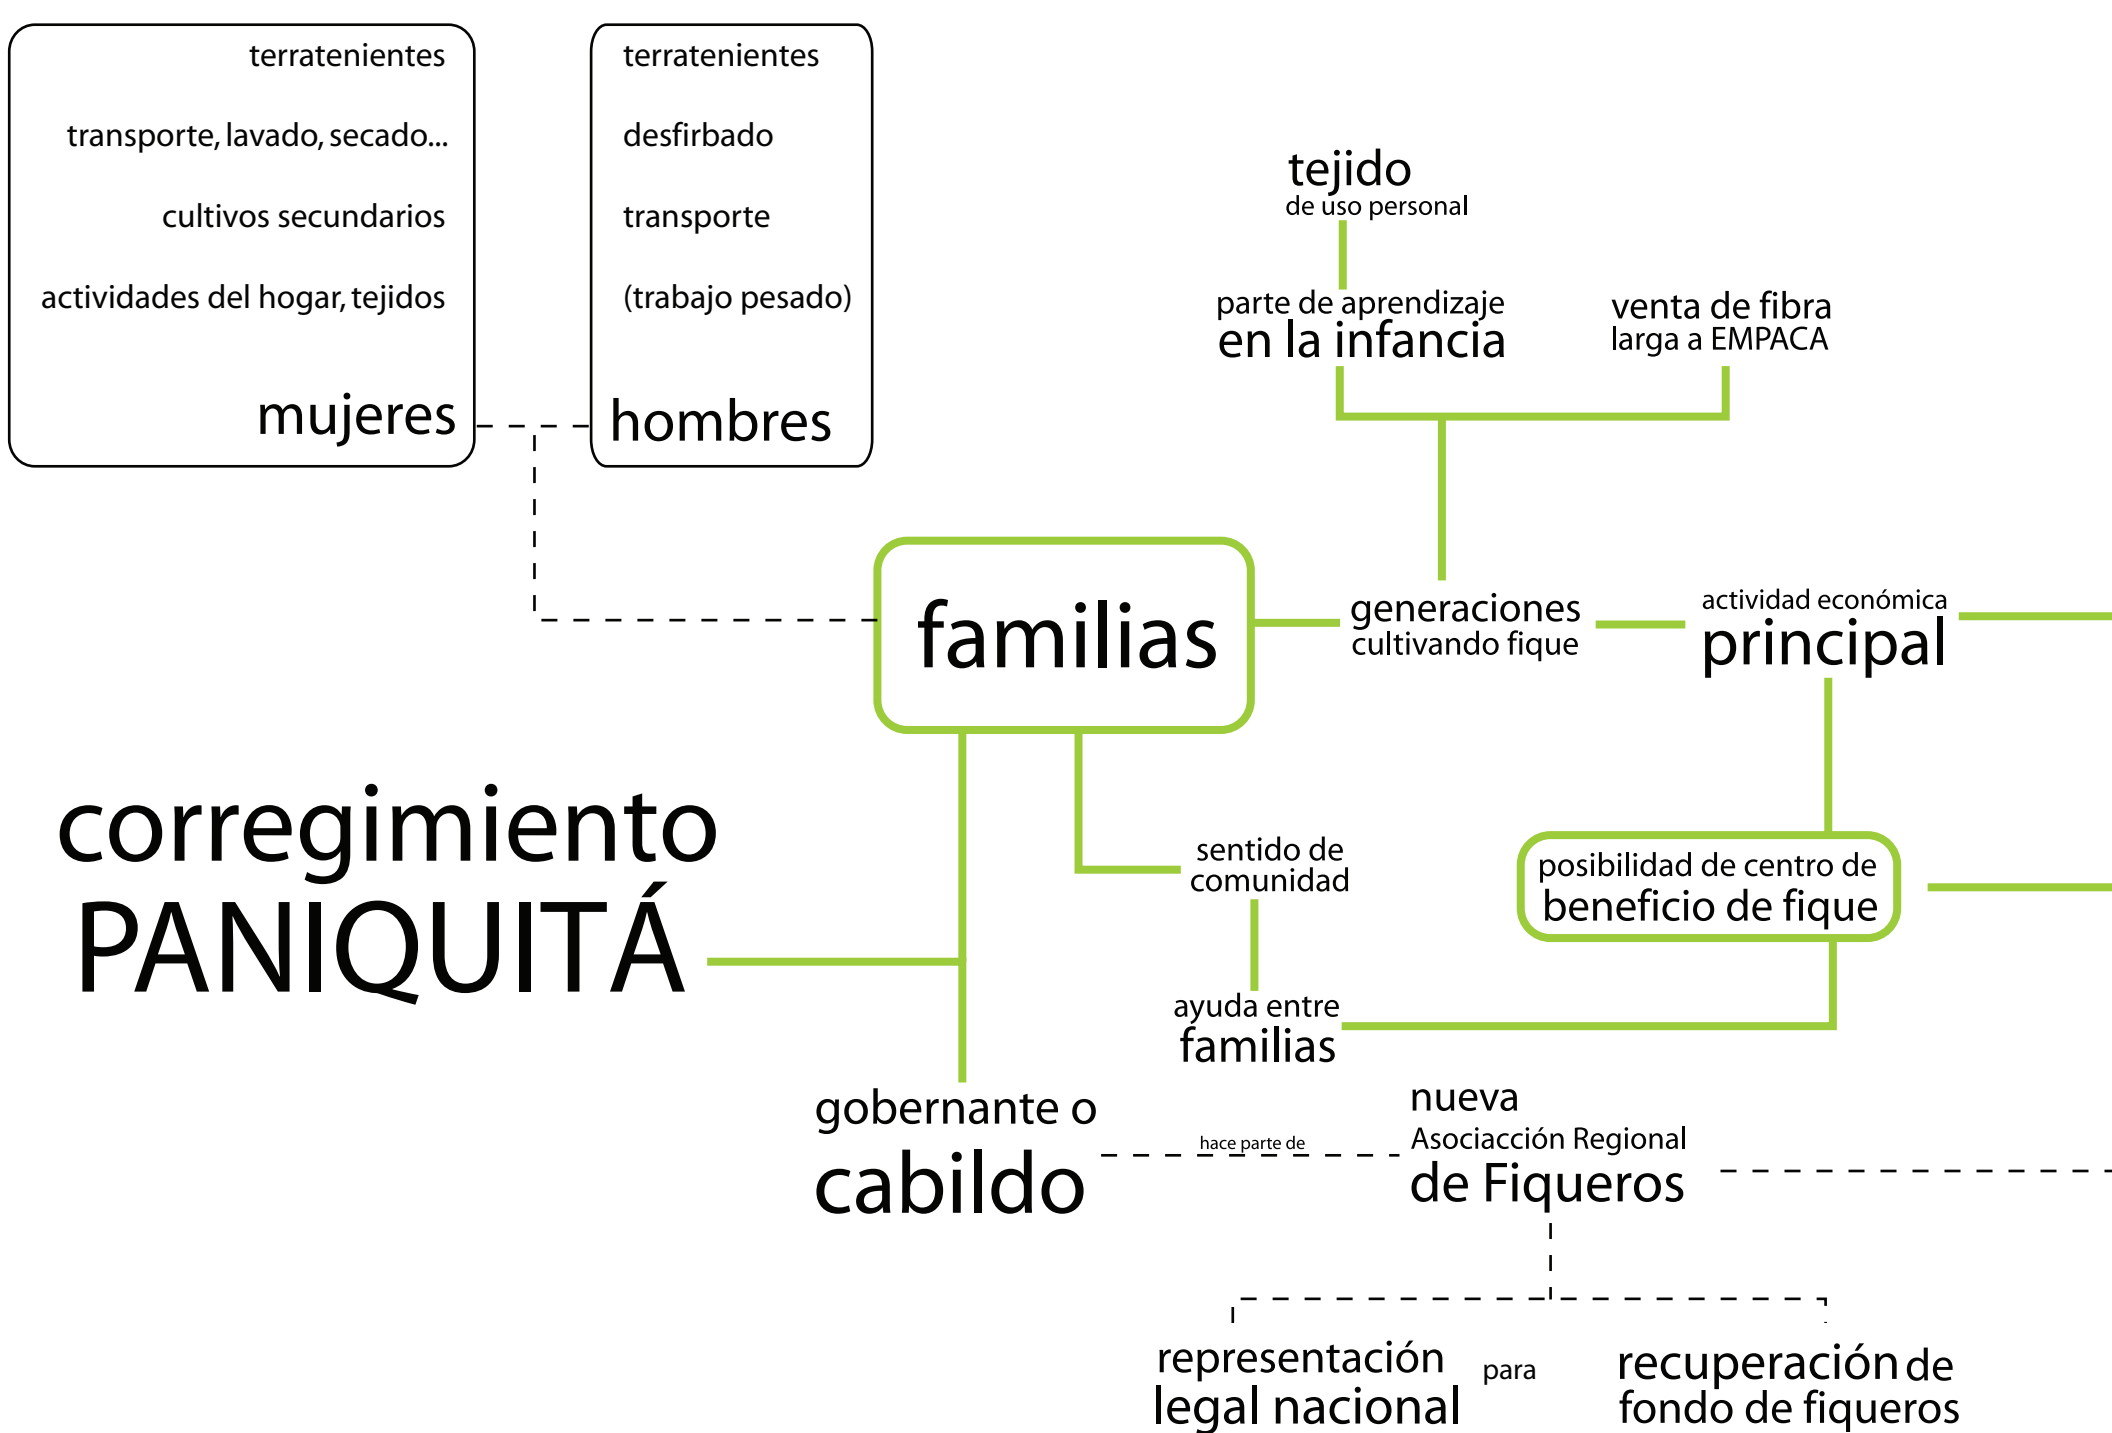 terratenientes
transporte, lavado, secado...
cultivos secundarios
actividades del hogar, tejidos
mujeres
terratenientes
desfirbado
transporte
(trabajo pesado)
hombres
tejido
de uso personal
parte de aprendizaje
en la infancia
venta de fibra
larga a EMPACA
familias
generaciones
cultivando fique
actividad económica
principal
corregimiento
PANIQUITÁ
sentido de
comunidad
posibilidad de centro de
beneficio de fique
ayuda entre
familias
gobernante o
cabildo
hace parte de
nueva
Asociacción Regional
de Fiqueros
representación
legal nacional
para
recuperación de
fondo de fiqueros